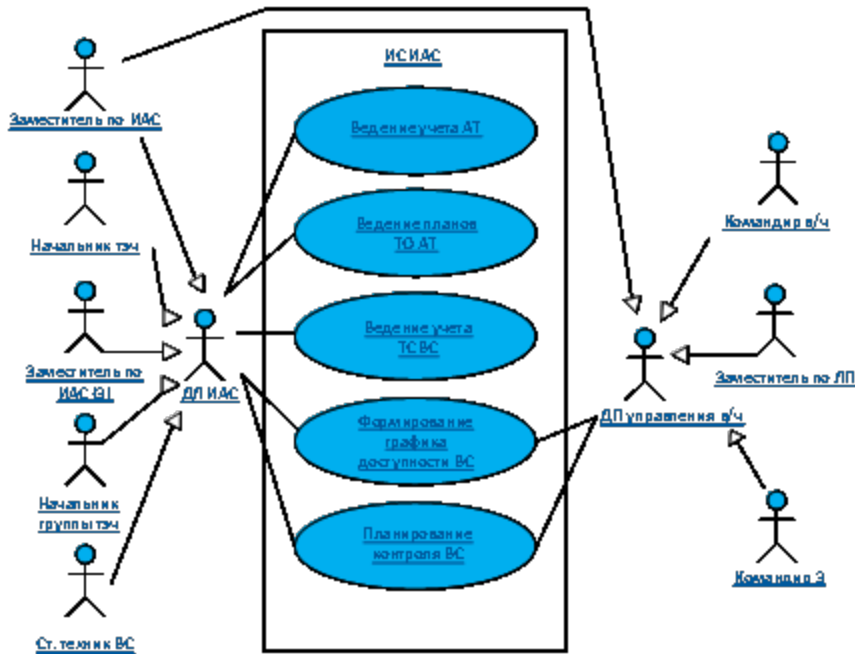 ИС ИАС
Заместитель по ИАС
Ведение учета АТ
Начальник тэч
Ведение планов
ТО АТ
Командир в/ч
Заместитель по
ИАС (Э)
ДЛ ИАС
Ведение учета
ТС ВС
Заместитель по ЛП
ДЛ управления в/ч
Начальник
группы тэч
Формирование
графика
доступности ВС
Планирование
контроля ВС
Командир Э
Ст. техник ВС